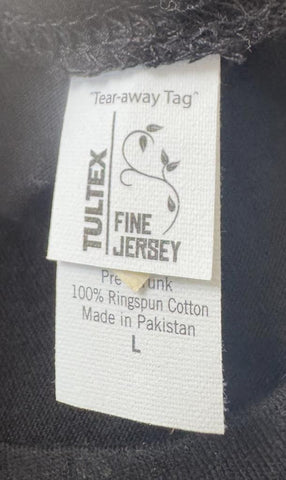 "Tear-away Tag"
TULTEX
FINE
JERSEY
100% Ringspun Cotton
Made in Pakistan
L